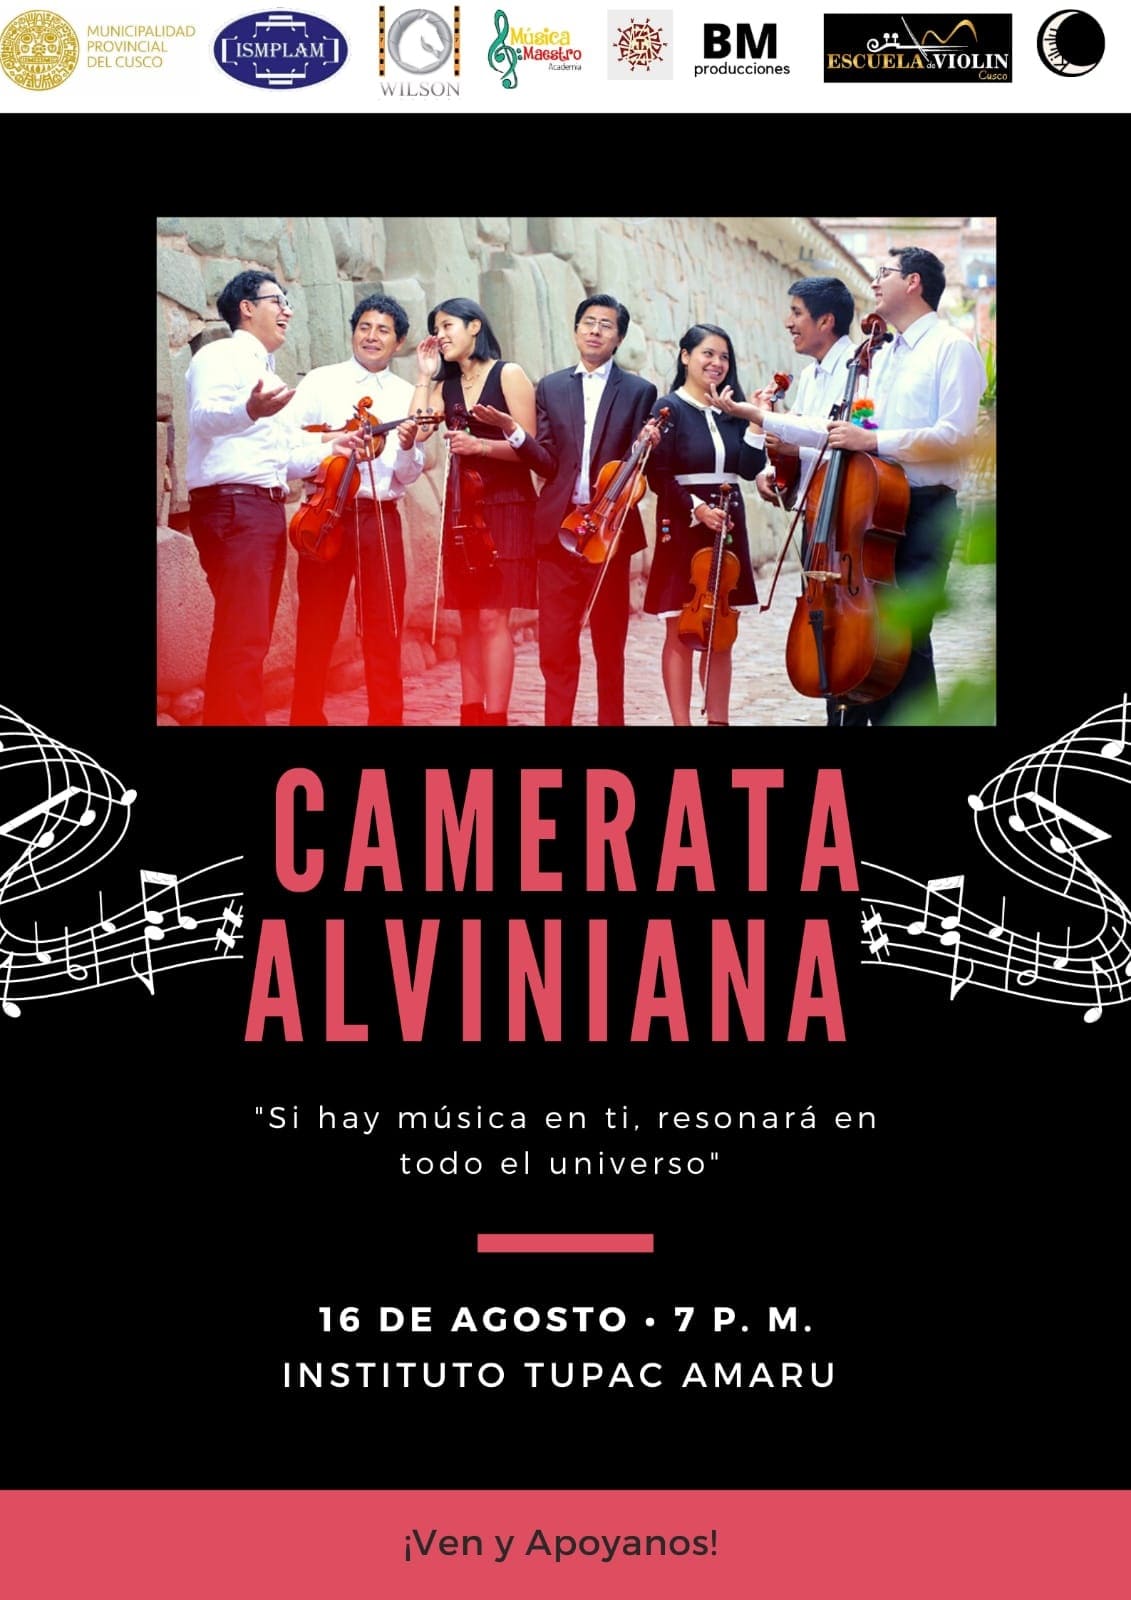 MUNICIPALIDAD
PROVINCIAL
DEL CUSCO
ISMPLAM
WILSON
Música
Maestro
Academia
BM
producciones
ESCUELA de VIOLIN
Cusco
CAMERATA
ALVINIANA
"Si hay música en ti, resonará en
todo el universo"
16 DE AGOSTO • 7 P. M.
INSTITUTO TUPAC AMARU
¡Ven y Apoyanos!